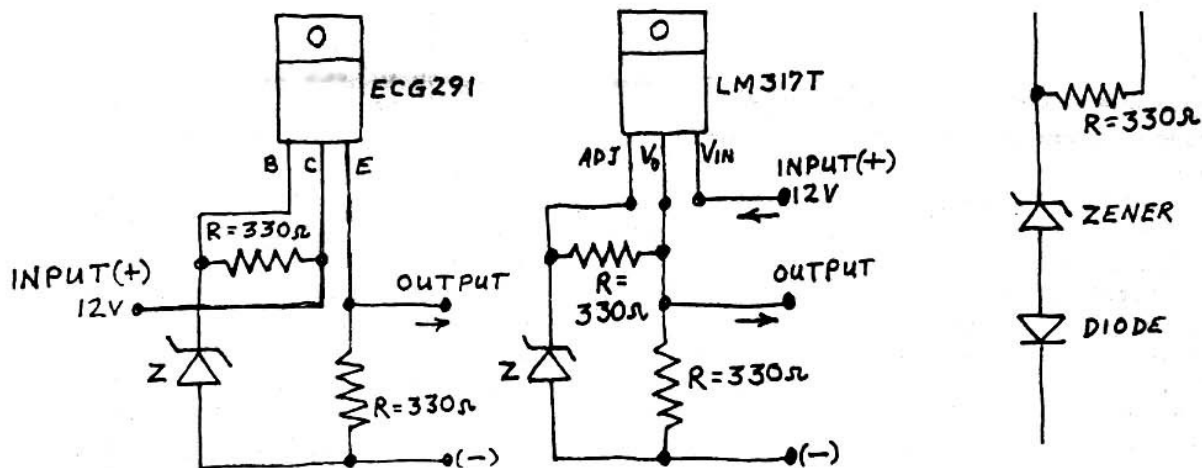 ECG291
B C E
R=330Ω
INPUT(+)
12V
OUTPUT
Z
R=330Ω
(-)
LM317T
ADJ V₀ VIN
INPUT(+)
12V
R=
330Ω
OUTPUT
Z
R=330Ω
(-)
R=330Ω
ZENER
DIODE